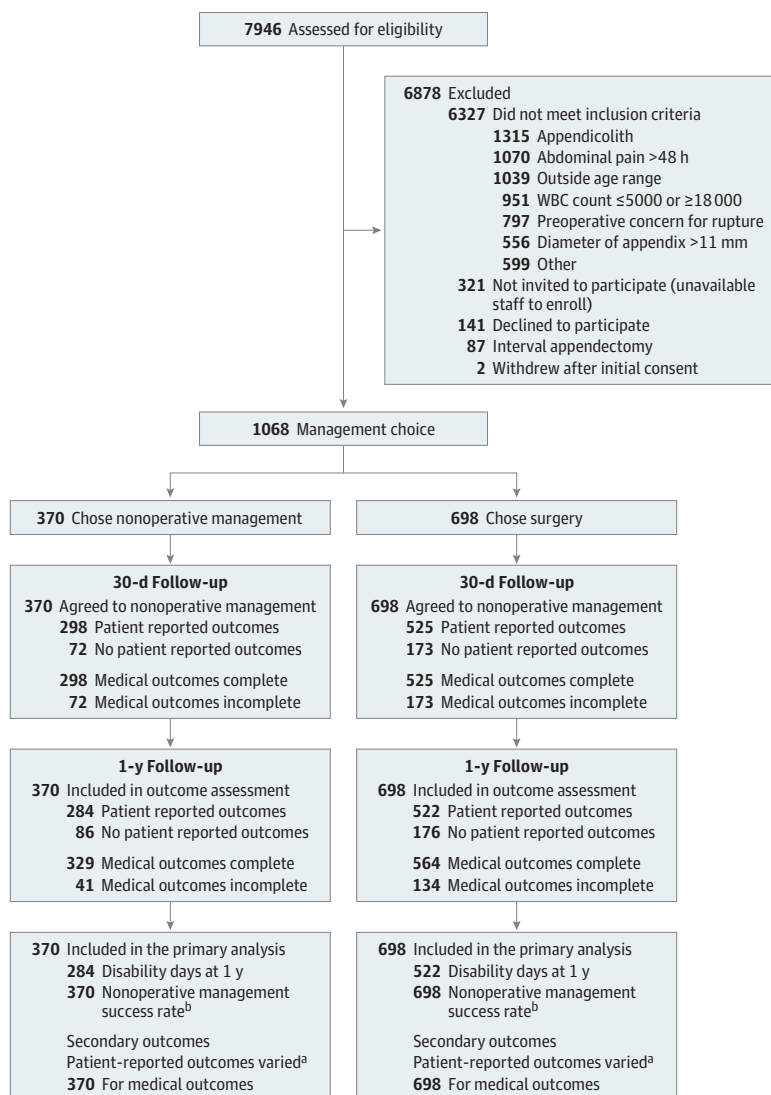 7946 Assessed for eligibility
6878 Excluded
6327 Did not meet inclusion criteria
1315 Appendicolith
1070 Abdominal pain >48 h
1039 Outside age range
951 WBC count ≤5000 or ≥18 000
797 Preoperative concern for rupture
556 Diameter of appendix >11 mm
599 Other
321 Not invited to participate (unavailable
staff to enroll)
141 Declined to participate
87 Interval appendectomy
2 Withdrew after initial consent
1068 Management choice
370 Chose nonoperative management
698 Chose surgery
30-d Follow-up
370 Agreed to nonoperative management
298 Patient reported outcomes
72 No patient reported outcomes
298 Medical outcomes complete
72 Medical outcomes incomplete
30-d Follow-up
698 Agreed to nonoperative management
525 Patient reported outcomes
173 No patient reported outcomes
525 Medical outcomes complete
173 Medical outcomes incomplete
1-y Follow-up
370 Included in outcome assessment
284 Patient reported outcomes
86 No patient reported outcomes
329 Medical outcomes complete
41 Medical outcomes incomplete
1-y Follow-up
698 Included in outcome assessment
522 Patient reported outcomes
176 No patient reported outcomes
564 Medical outcomes complete
134 Medical outcomes incomplete
370 Included in the primary analysis
284 Disability days at 1 y
370 Nonoperative management
success rateᵇ
Secondary outcomes
Patient-reported outcomes variedᵃ
370 For medical outcomes
698 Included in the primary analysis
522 Disability days at 1 y
698 Nonoperative management
success rateᵇ
Secondary outcomes
Patient-reported outcomes variedᵃ
698 For medical outcomes